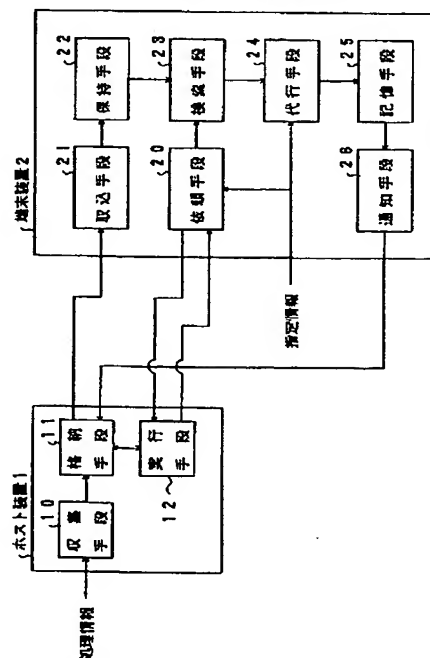 処理情報
ホスト装置1
10
収集手段
11
格納手段
12
実行手段
端末装置2
21
取込手段
22
保持手段
20
依頼手段
23
検索手段
24
代行手段
25
記憶手段
26
通知手段
指定情報